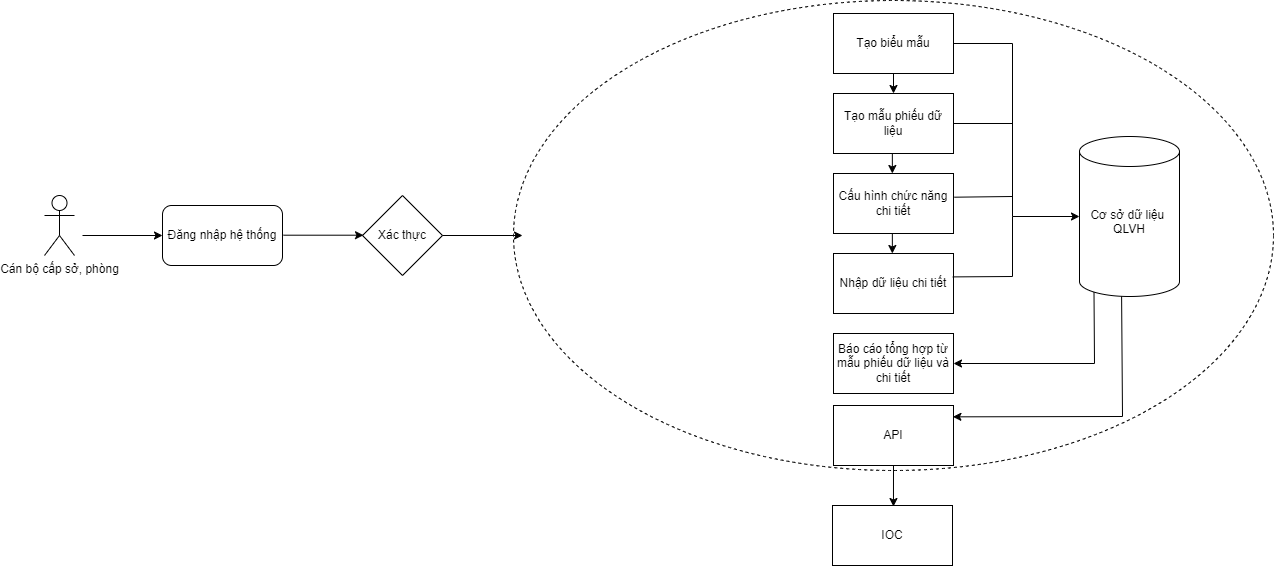 Tạo biểu mẫu
Tạo mẫu phiếu dữ
liệu
Cấu hình chức năng
chi tiết
Cơ sở dữ liệu
QLVH
Đăng nhập hệ thống
Xác thực
Cán bộ cấp sở, phòng
Nhập dữ liệu chi tiết
Báo cáo tổng hợp từ
mẫu phiếu dữ liệu và
chi tiết
API
IOC